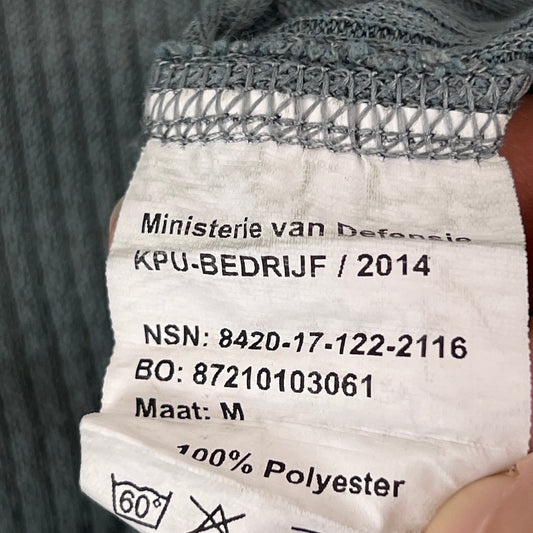 Ministerie van Defensie
KPU-BEDRIJF / 2014
NSN: 8420-17-122-2116
BO: 87210103061
Maat: M
100% Polyester
60°